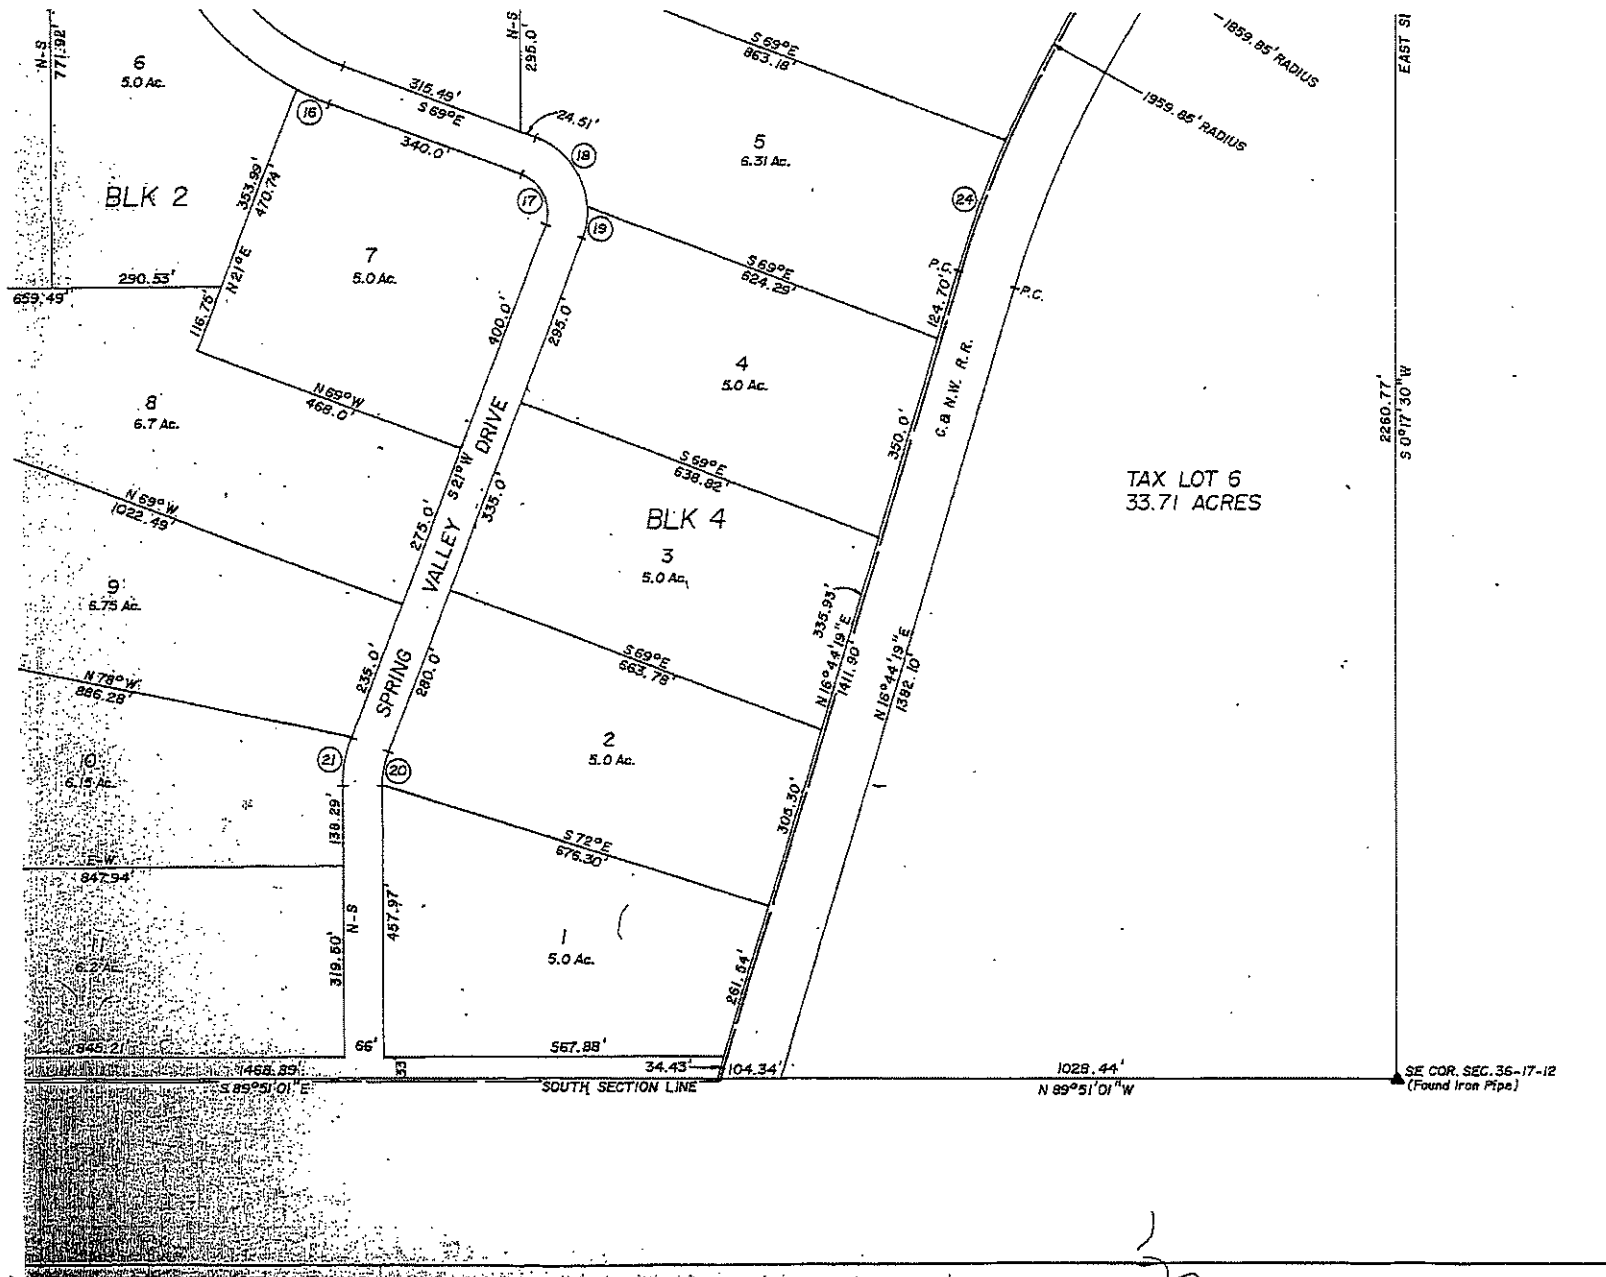 N-S
771.92'
6
5.0 Ac.
N-S
295.0'
S 69°E
863.18'
1859.85' RADIUS
1959.85' RADIUS
EAST
315.49'
S 69°E
24.51'
16
340.0'
18
5
6.31 Ac.
24
BLK 2
353.99'
470.74'
N 21°E
17
19
7
5.0 Ac.
290.53'
659.49'
116.75'
S 69°E
624.29'
P.C.
P.C.
124.70'
400.0'
295.0'
4
5.0 Ac.
C. & N.W. R.R.
2260.77'
S 0°17'30"W
N 69°W
468.0'
8
6.7 Ac.
350.0'
S 69°E
638.82'
SPRING VALLEY DRIVE
S 21°W
335.0'
275.0'
BLK 4
TAX LOT 6
33.71 ACRES
N 69°W
1022.49'
3
5.0 Ac.
9
6.75 Ac.
335.93'
N 16°44'19"E
1411.90'
N 16°44'19"E
1382.10'
S 69°E
663.78'
235.0'
280.0'
N 78°W
886.28'
2
5.0 Ac.
21
20
0
6.15 Ac.
138.29'
305.30'
S 72°E
676.30'
E-W
847.94'
N-S
457.97'
319.50'
11
6.2 Ac.
1
5.0 Ac.
261.54'
845.21'
66'
567.88'
1468.39'
33'
34.43'
104.34'
1028.44'
S 89°51'01"E
SOUTH SECTION LINE
N 89°51'01"W
SE COR. SEC. 36-17-12
(Found Iron Pipe)